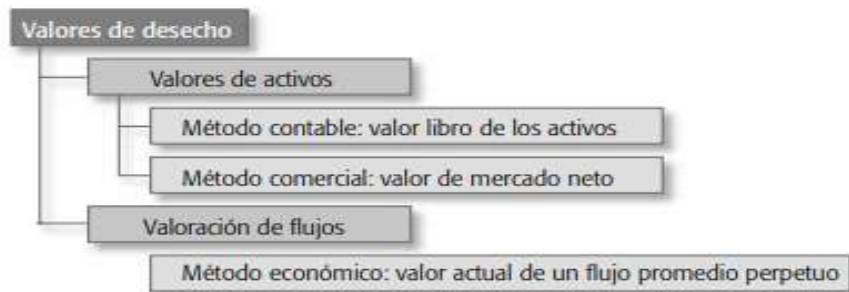 Valores de desecho
Valores de activos
Método contable: valor libro de los activos
Método comercial: valor de mercado neto
Valoración de flujos
Método económico: valor actual de un flujo promedio perpetuo